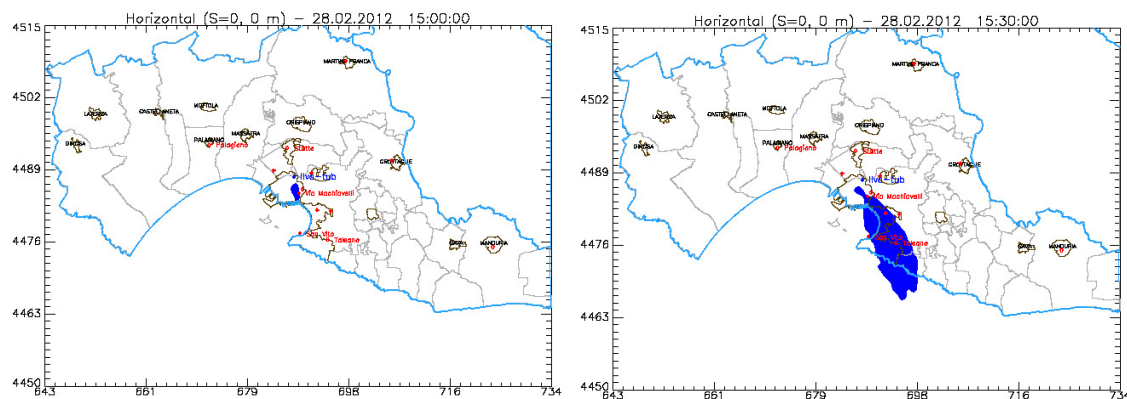 Horizontal (S=0, 0 m) - 28.02.2012 15:00:00
4515
4502
4489
4476
4463
4450
643
661
679
698
716
734
MARTINA FRANCA
LATERZA
CASTELLANETA
MOTTOLA
CRISPIANO
MASSAFRA
PALAGIANO
Palagiano
GINOSA
Statte
GROTTAGLIE
Via Machiavelli
San Vito
Talsano
MANDURIA
Horizontal (S=0, 0 m) - 28.02.2012 15:30:00
4515
4502
4489
4476
4463
4450
643
661
679
698
716
734
MARTINA FRANCA
LATERZA
CASTELLANETA
MOTTOLA
CRISPIANO
MASSAFRA
PALAGIANO
Palagiano
GINOSA
Statte
GROTTAGLIE
Via Machiavelli
San Vito
Talsano
MANDURIA